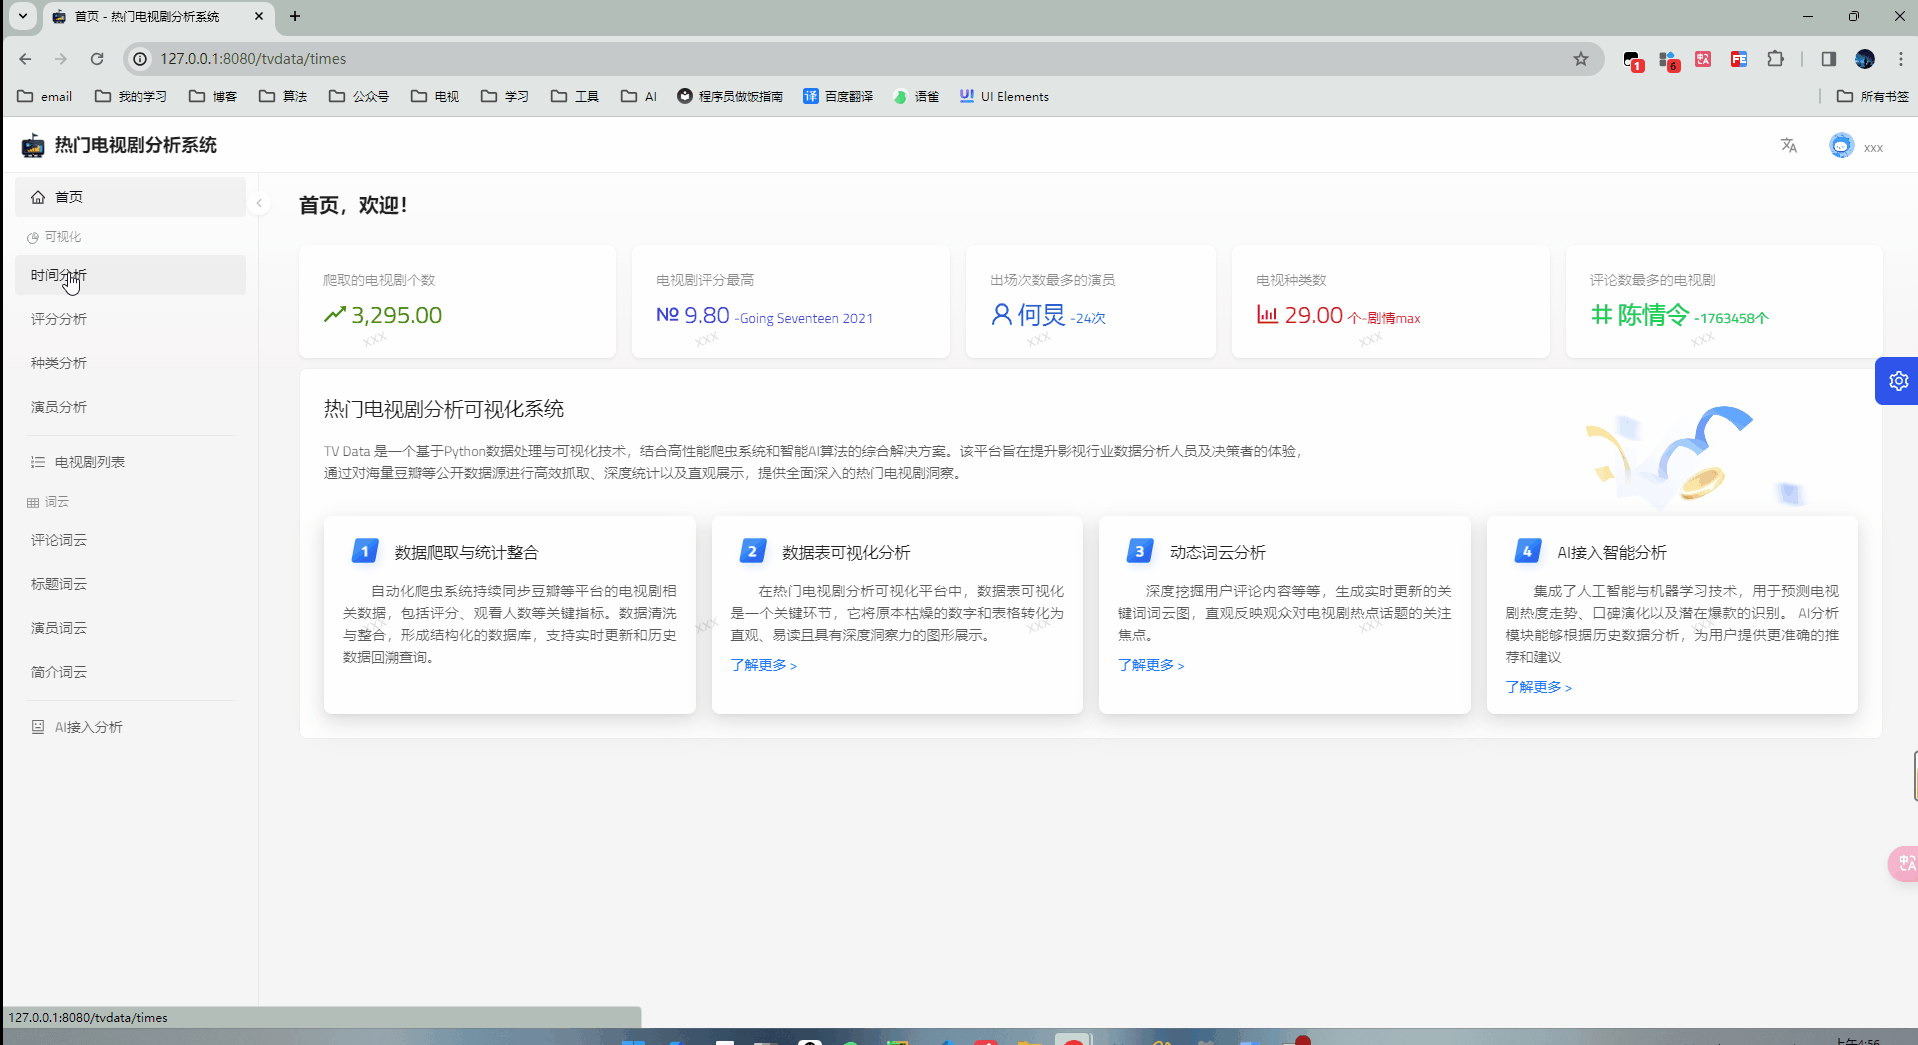 首页 - 热门电视剧分析系统
127.0.0.1:8080/tvdata/times
1
6
email
我的学习
博客
算法
公众号
电视
学习
工具
AI
程序员做饭指南
译 百度翻译
语雀
UI Elements
所有书签
热门电视剧分析系统
xxx
首页
可视化
时间分析
评分分析
种类分析
演员分析
电视剧列表
词云
评论词云
标题词云
演员词云
简介词云
AI接入分析
首页，欢迎！
爬取的电视剧个数
3,295.00
电视剧评分最高
№ 9.80 -Going Seventeen 2021
出场次数最多的演员
何炅 -24次
电视种类数
29.00 个-剧情max
评论数最多的电视剧
陈情令 -1763458个
xxx
xxx
xxx
xxx
xxx
热门电视剧分析可视化系统
TV Data 是一个基于Python数据处理与可视化技术，结合高性能爬虫系统和智能AI算法的综合解决方案。该平台旨在提升影视行业数据分析人员及决策者的体验，
通过对海量豆瓣等公开数据源进行高效抓取、深度统计以及直观展示，提供全面深入的热门电视剧洞察。
1 数据爬取与统计整合
自动化爬虫系统持续同步豆瓣等平台的电视剧相
关数据，包括评分、观看人数等关键指标。数据清洗
与整合，形成结构化的数据库，支持实时更新和历史
数据回溯查询。
2 数据表可视化分析
在热门电视剧分析可视化平台中，数据表可视化
是一个关键环节，它将原本枯燥的数字和表格转化为
直观、易读且具有深度洞察力的图形展示。
了解更多 >
3 动态词云分析
深度挖掘用户评论内容等等，生成实时更新的关
键词词云图，直观反映观众对电视剧热点话题的关注
焦点。
了解更多 >
4 AI接入智能分析
集成了人工智能与机器学习技术，用于预测电视
剧热度走势、口碑演化以及潜在爆款的识别。 AI分析
模块能够根据历史数据分析，为用户提供更准确的推
荐和建议
了解更多 >
xxx
xxx
xxx
xxx
xxx
127.0.0.1:8080/tvdata/times
上午4:56